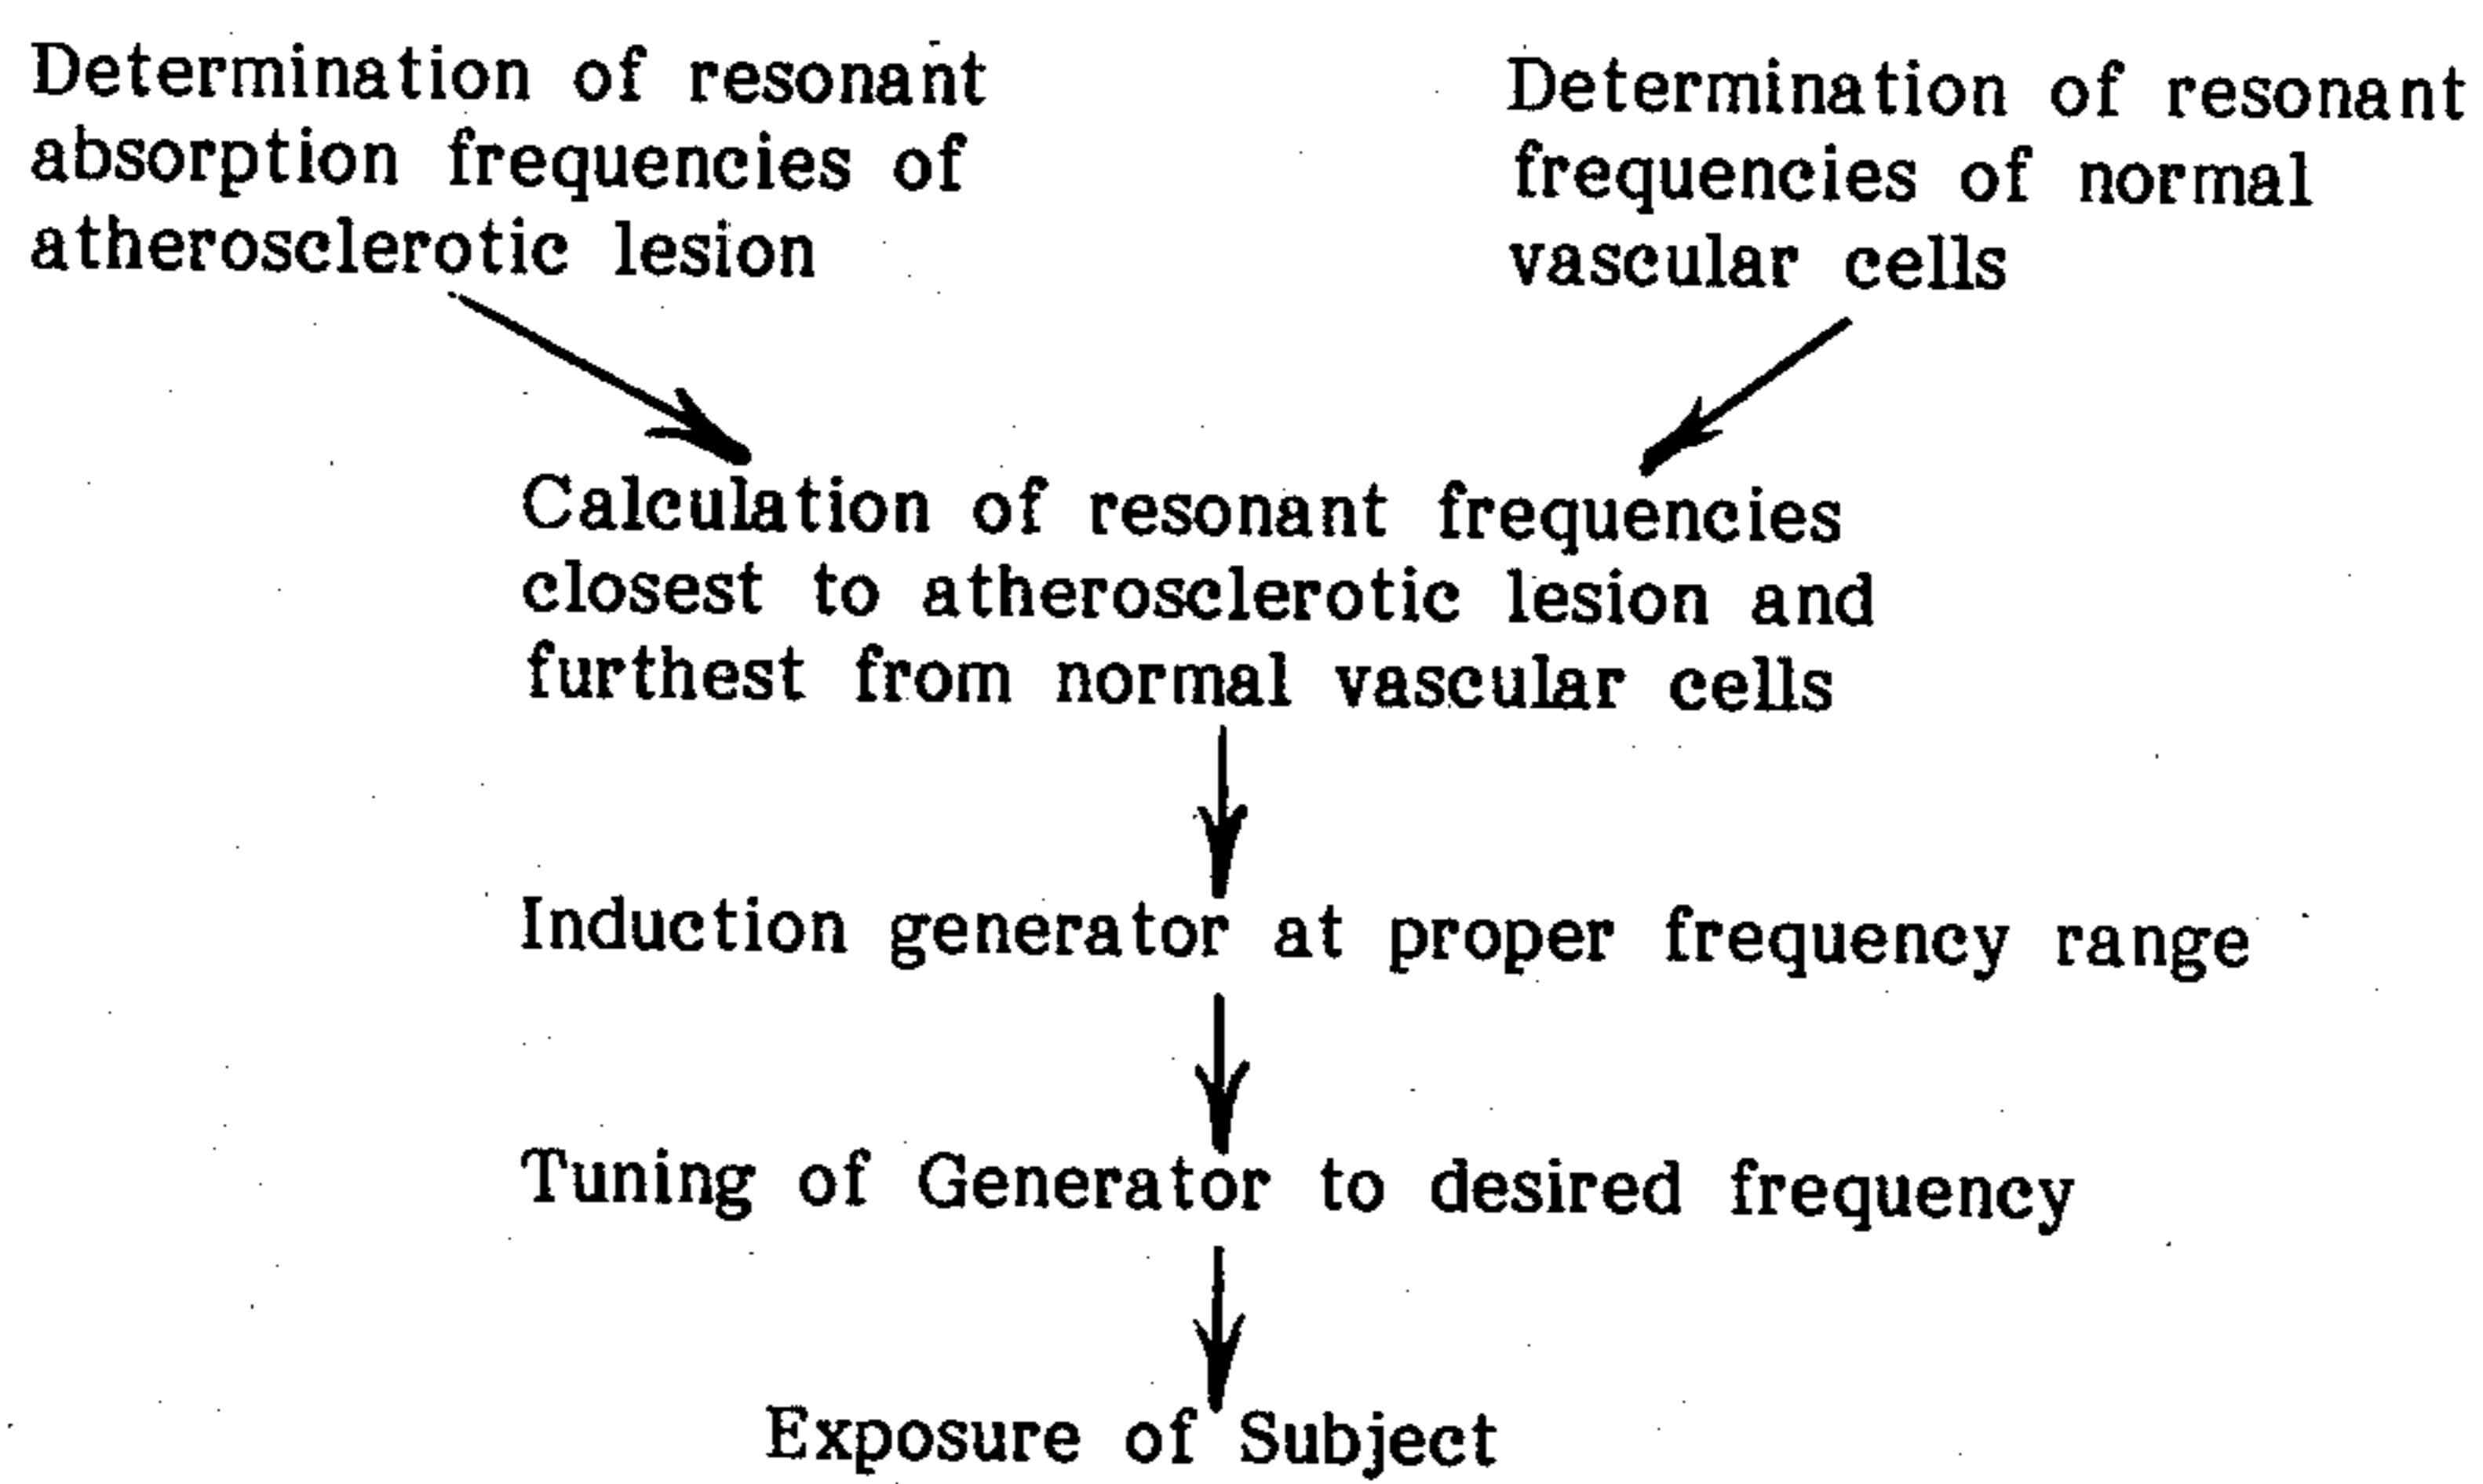 Determination of resonant
absorption frequencies of
atherosclerotic lesion
Determination of resonant
frequencies of normal
vascular cells
Calculation of resonant frequencies
closest to atherosclerotic lesion and
furthest from normal vascular cells
Induction generator at proper frequency range
Tuning of Generator to desired frequency
Exposure of Subject